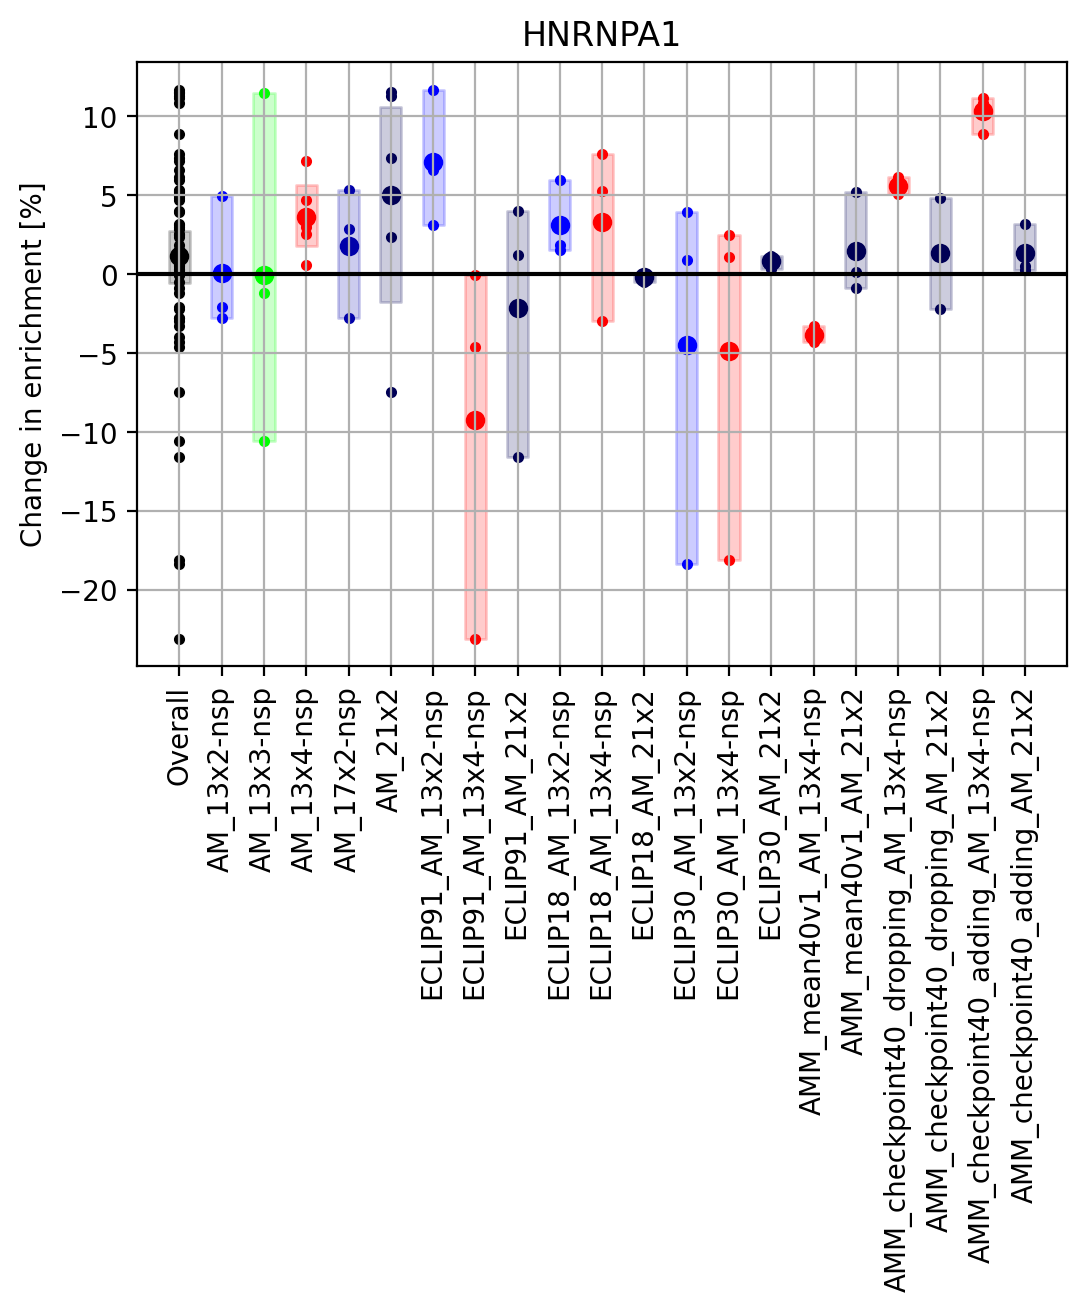 HNRNPA1
Change in enrichment [%]
10
5
0
−5
−10
−15
−20
Overall
AM_13x2-nsp
AM_13x3-nsp
AM_13x4-nsp
AM_17x2-nsp
AM_21x2
ECLIP91_AM_13x2-nsp
ECLIP91_AM_13x4-nsp
ECLIP91_AM_21x2
ECLIP18_AM_13x2-nsp
ECLIP18_AM_13x4-nsp
ECLIP18_AM_21x2
ECLIP30_AM_13x2-nsp
ECLIP30_AM_13x4-nsp
ECLIP30_AM_21x2
AMM_mean40v1_AM_13x4-nsp
AMM_mean40v1_AM_21x2
AMM_checkpoint40_dropping_AM_13x4-nsp
AMM_checkpoint40_dropping_AM_21x2
AMM_checkpoint40_adding_AM_13x4-nsp
AMM_checkpoint40_adding_AM_21x2